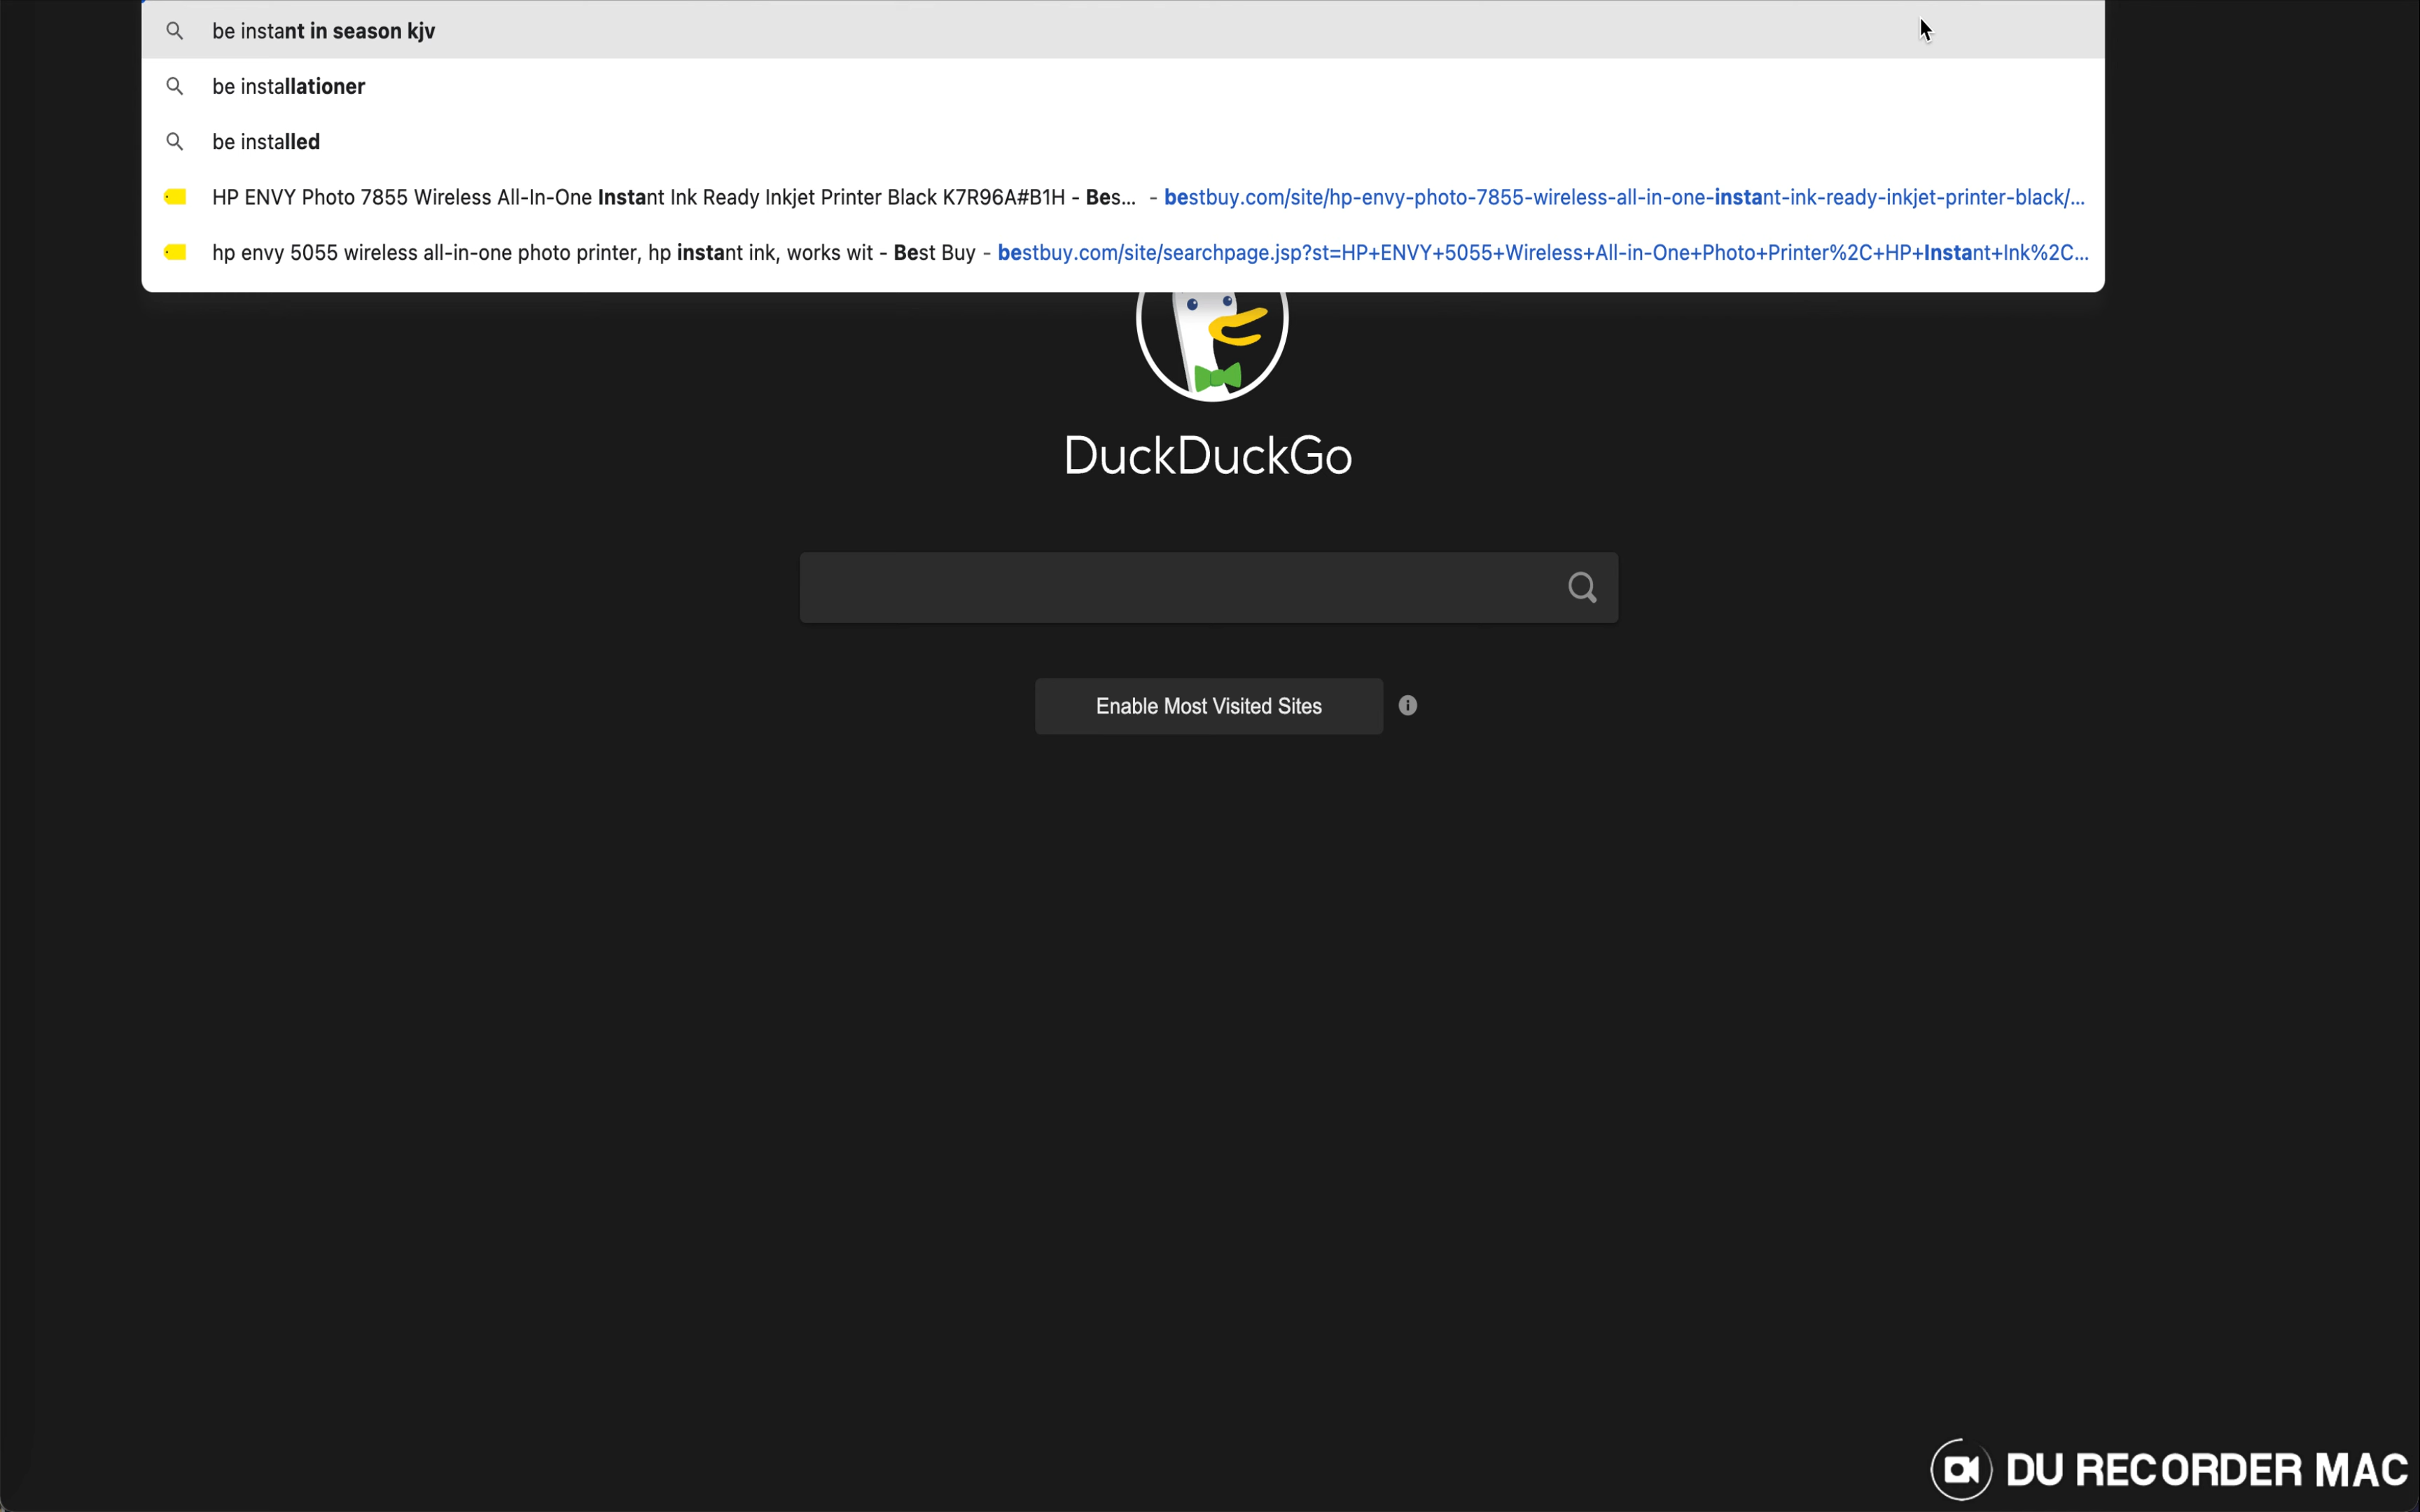 be instant in season kjv
be installationer
be installed
HP ENVY Photo 7855 Wireless All-In-One Instant Ink Ready Inkjet Printer Black K7R96A#B1H - Bes... - bestbuy.com/site/hp-envy-photo-7855-wireless-all-in-one-instant-ink-ready-inkjet-printer-black/...
hp envy 5055 wireless all-in-one photo printer, hp instant ink, works wit - Best Buy - bestbuy.com/site/searchpage.jsp?st=HP+ENVY+5055+Wireless+All-in-One+Photo+Printer%2C+HP+Instant+Ink%2C...
DuckDuckGo
Enable Most Visited Sites
DU RECORDER MAC